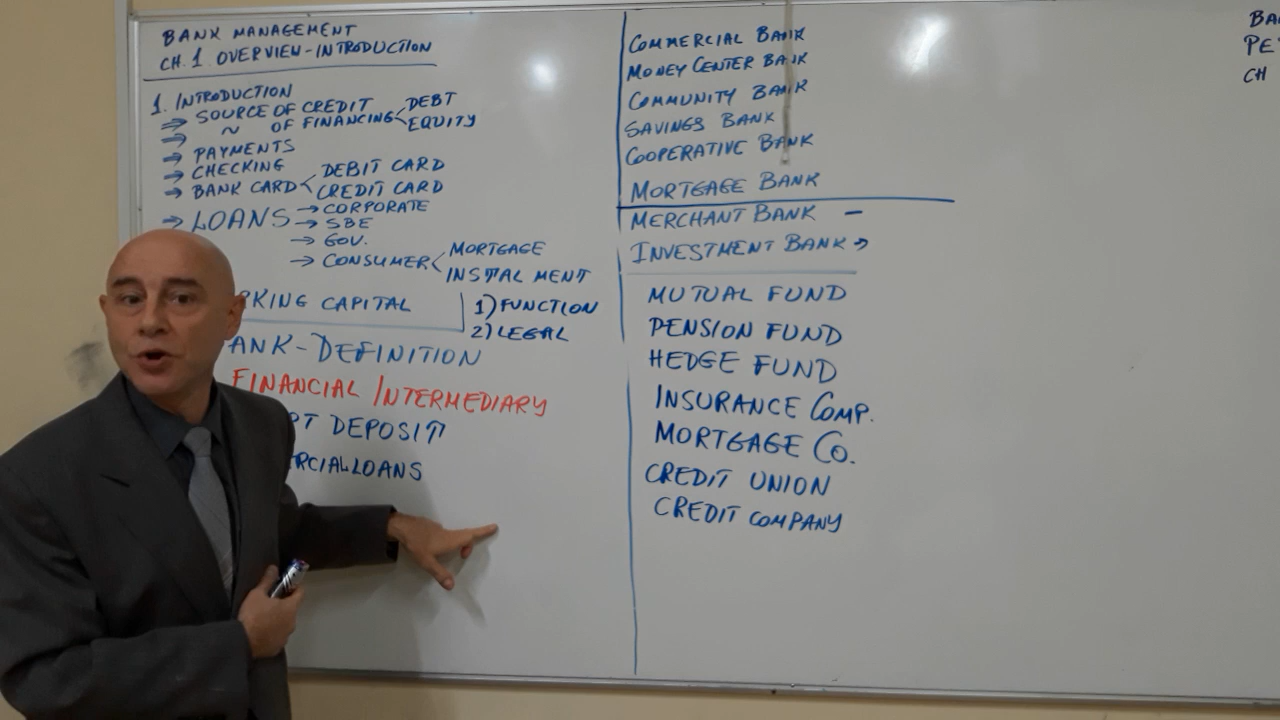 BANK MANAGEMENT
CH. 1 OVERVIEW-INTRODUCTION
1. INTRODUCTION
⇒ SOURCE OF CREDIT
⇒ ~ OF FINANCING < DEBT
EQUITY
⇒ PAYMENTS
⇒ CHECKING
⇒ BANK CARD < DEBIT CARD
CREDIT CARD
⇒ LOANS → CORPORATE
→ SBE
→ GOV.
→ CONSUMER < MORTGAGE
INSTALMENT
RKING CAPITAL
1) FUNCTION
2) LEGAL
ANK-DEFINITION
FINANCIAL INTERMEDIARY
PT DEPOSIT
RCIAL LOANS
COMMERCIAL BANK
MONEY CENTER BANK
COMMUNITY BANK
SAVINGS BANK
COOPERATIVE BANK
MORTGAGE BANK
MERCHANT BANK -
INVESTMENT BANK →
MUTUAL FUND
PENSION FUND
HEDGE FUND
INSURANCE COMP.
MORTGAGE CO.
CREDIT UNION
CREDIT COMPANY
BA
PE
CH